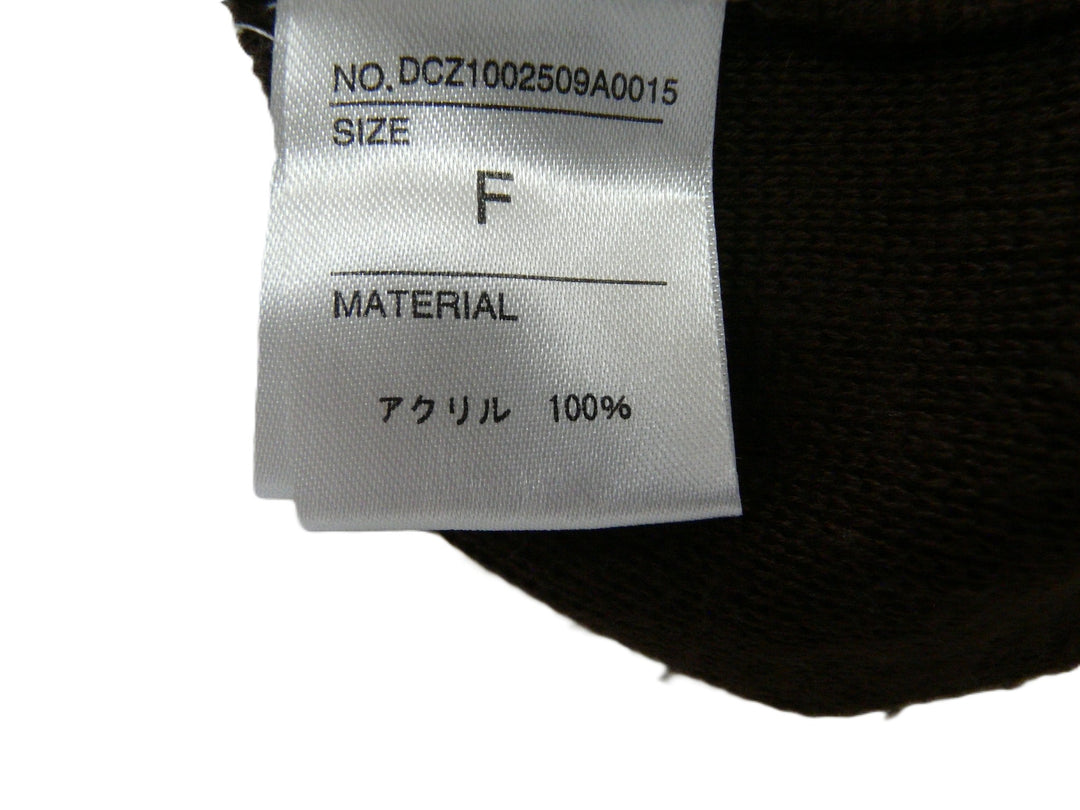 NO. DCZ1002509A0015
SIZE
F
MATERIAL
アクリル 100%